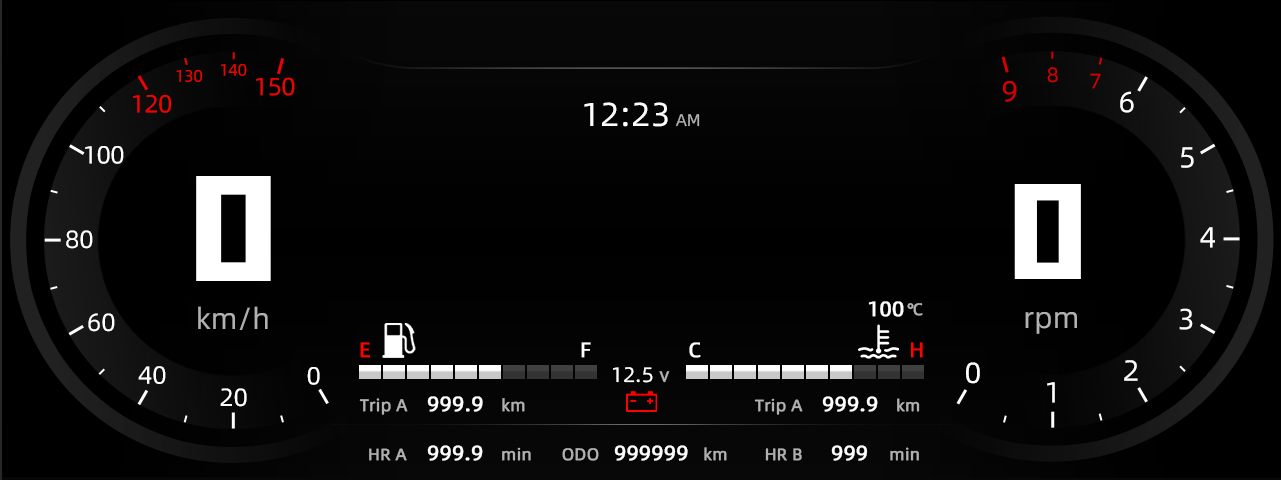 150
140
130
120
100
80
60
40
20
0
0
km/h
12:23 AM
9
8
7
6
5
4
3
2
1
0
0
rpm
100℃
E F C H
12.5 V
Trip A 999.9 km
Trip A 999.9 km
HR A 999.9 min ODO 999999 km HR B 999 min